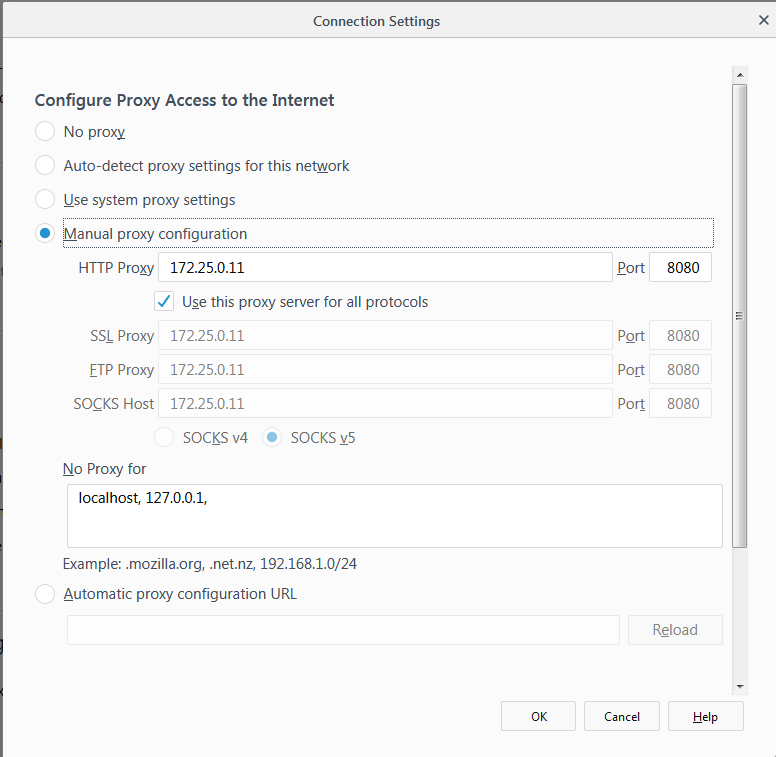 Connection Settings
Configure Proxy Access to the Internet
No proxy
Auto-detect proxy settings for this network
Use system proxy settings
Manual proxy configuration
HTTP Proxy 172.25.0.11 Port 8080
Use this proxy server for all protocols
SSL Proxy 172.25.0.11 Port 8080
FTP Proxy 172.25.0.11 Port 8080
SOCKS Host 172.25.0.11 Port 8080
SOCKS v4 SOCKS v5
No Proxy for
localhost, 127.0.0.1,
Example: .mozilla.org, .net.nz, 192.168.1.0/24
Automatic proxy configuration URL
Reload
OK Cancel Help